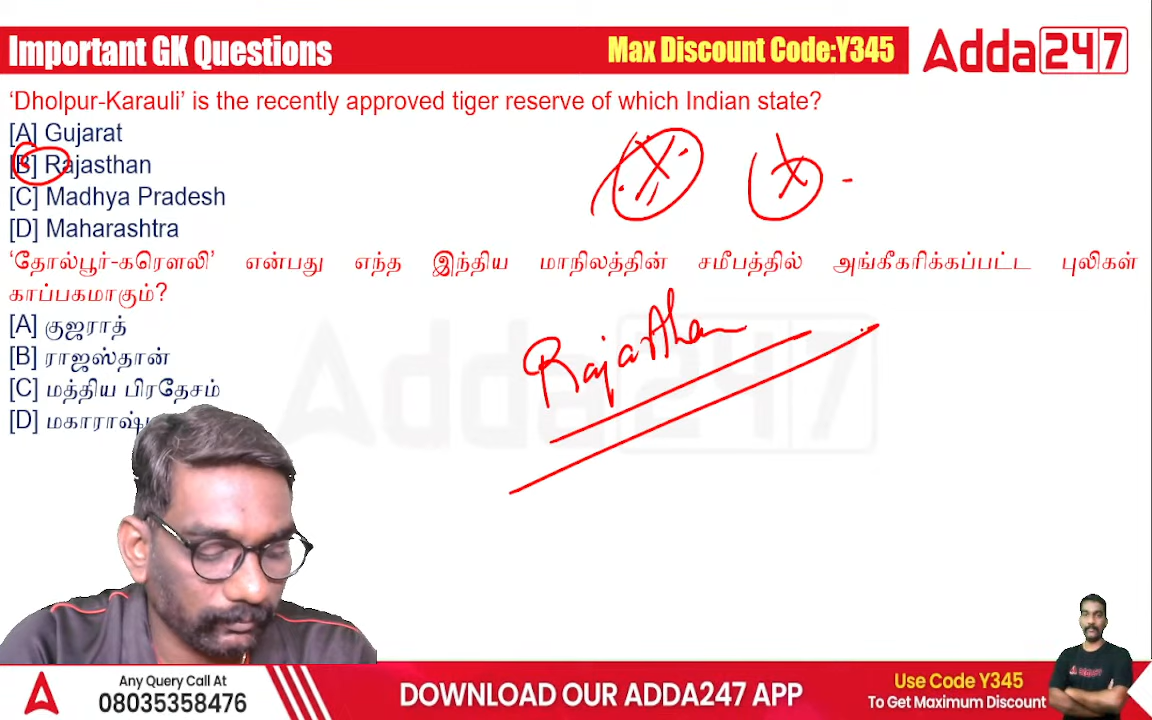 Important GK Questions
Max Discount Code:Y345
Adda247
‘Dholpur-Karauli’ is the recently approved tiger reserve of which Indian state?
[A] Gujarat
[B] Rajasthan
[C] Madhya Pradesh
[D] Maharashtra
‘தோல்பூர்-கரௌலி’ என்பது எந்த இந்திய மாநிலத்தின் சமீபத்தில் அங்கீகரிக்கப்பட்ட புலிகள்
காப்பகமாகும்?
[A] குஜராத்
[B] ராஜஸ்தான்
[C] மத்திய பிரதேசம்
[D]
Rajasthan
Adda247
Any Query Call At
08035358476
DOWNLOAD OUR ADDA247 APP
Use Code Y345
To Get Maximum Discount